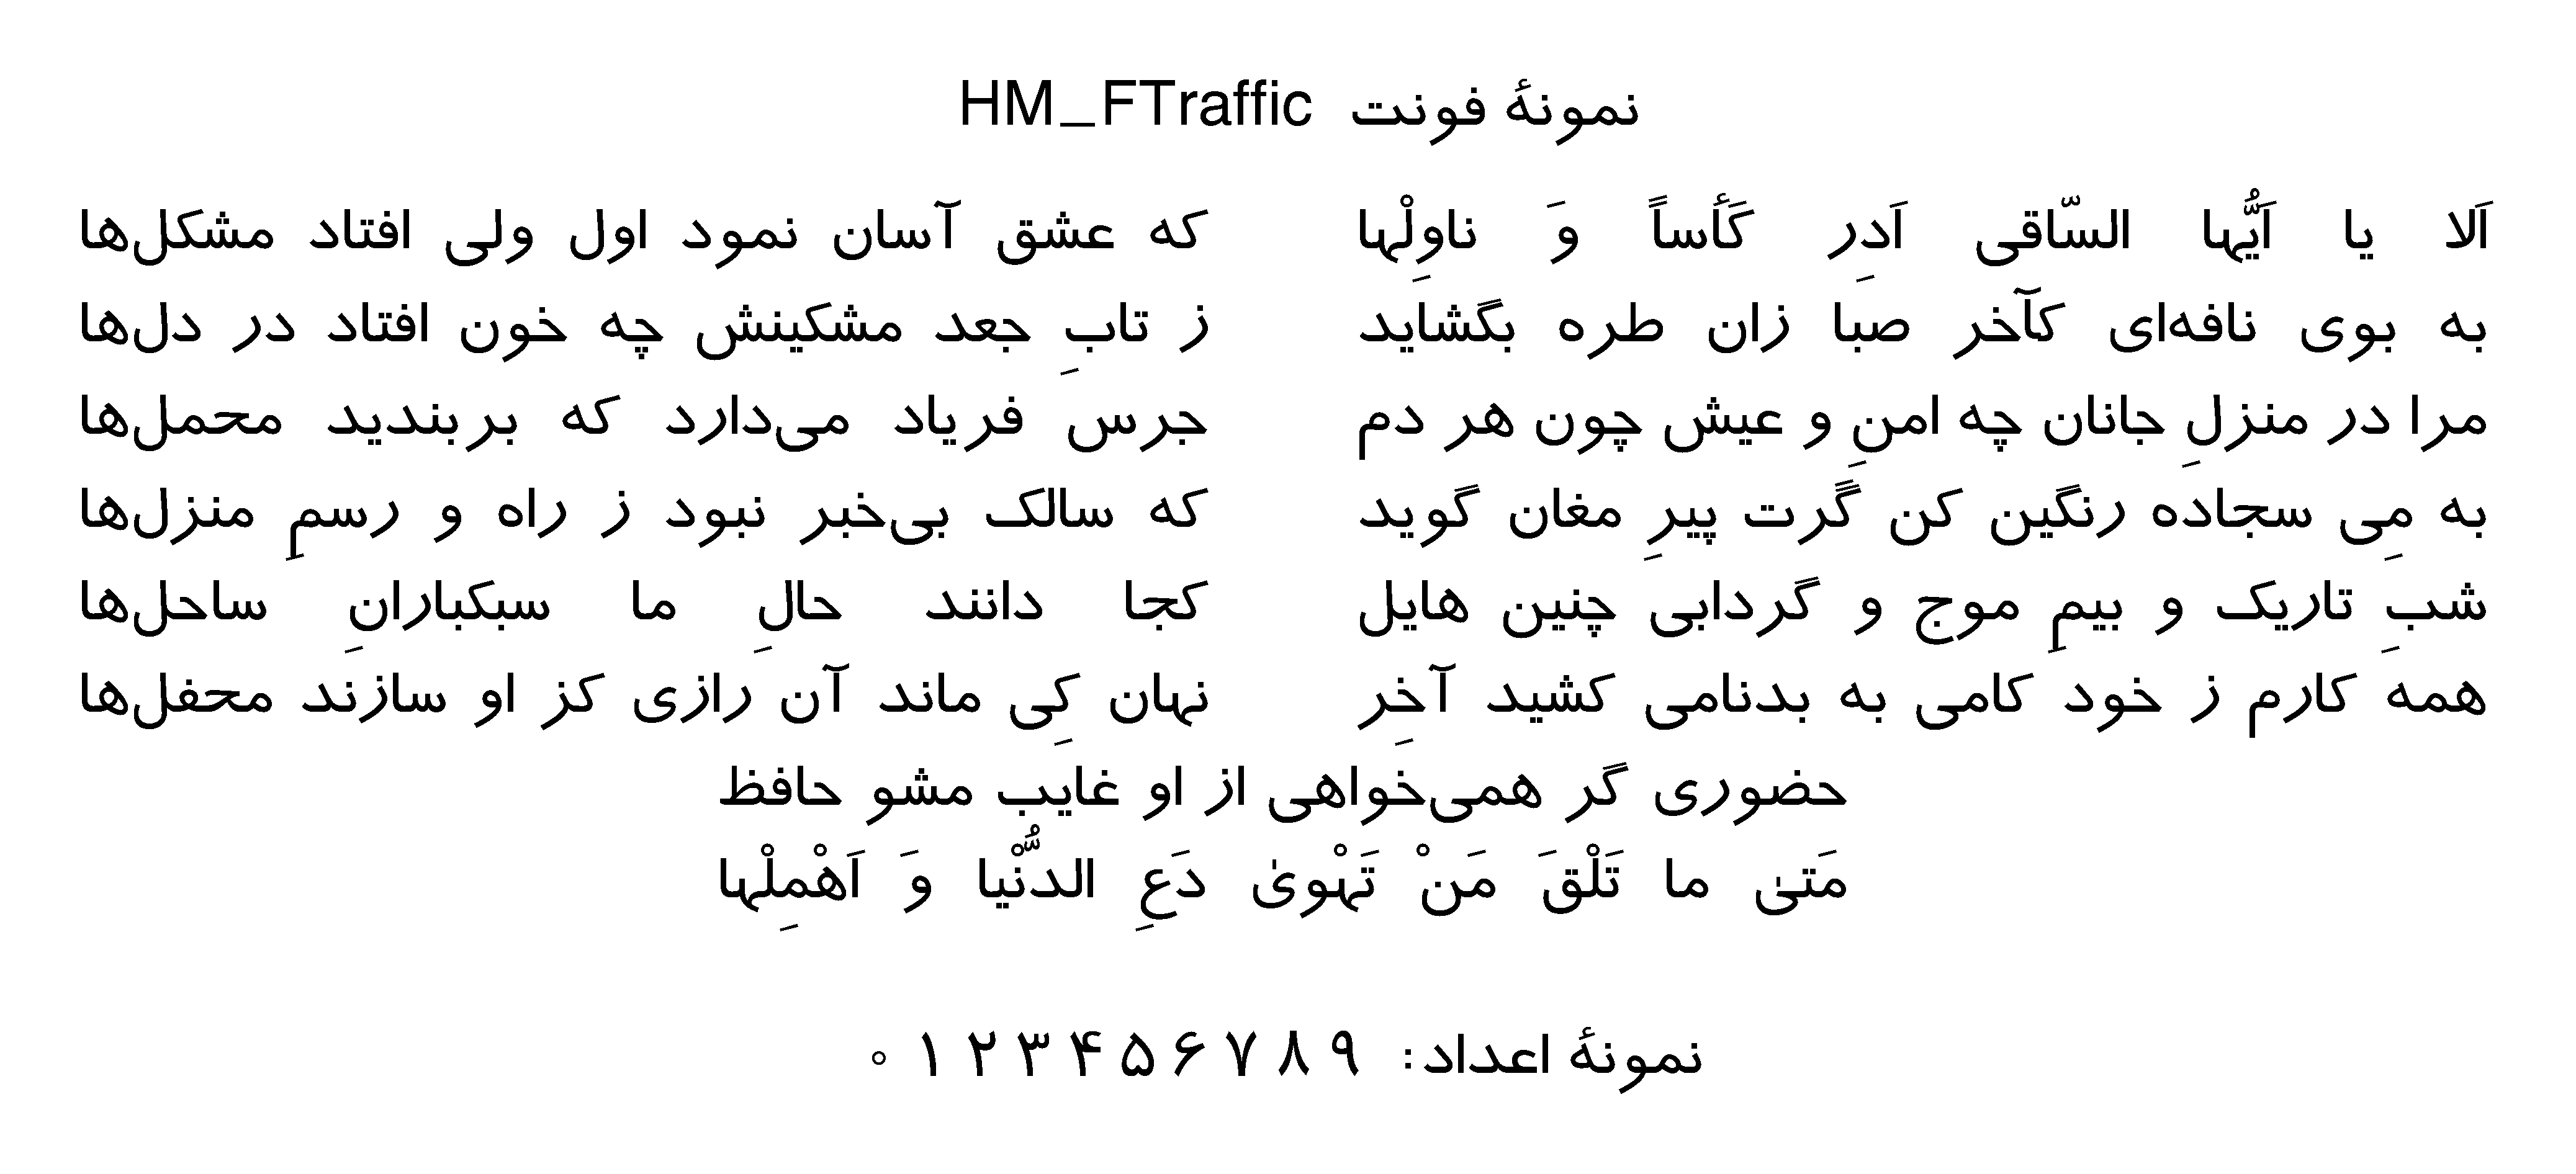 نمونهٔ فونت HM_FTraffic
اَلا یا اَیُّها السّاقی اَدِر کَأساً وَ ناوِلْها که عشق آسان نمود اول ولی افتاد مشکل‌ها
به بوی نافه‌ای کآخر صبا زان طره بگشاید ز تابِ جعد مشکینش چه خون افتاد در دل‌ها
مرا در منزلِ جانان چه امنِ و عیش چون هر دم جرس فریاد می‌دارد که بربندید محمل‌ها
به مِی سجاده رنگین کن گَرت پیرِ مغان گوید که سالک بی‌خبر نبود ز راه و رسمِ منزل‌ها
شبِ تاریک و بیمِ موج و گردابی چنین هایل کجا دانند حالِ ما سبکبارانِ ساحل‌ها
همه کارم ز خود کامی به بدنامی کشید آخِر نهان کِی ماند آن رازی کز او سازند محفل‌ها
حضوری گر همی‌خواهی از او غایب مشو حافظ
مَتیٰ ما تَلْقَ مَنْ تَهْویٰ دَعِ الدُّنْیا وَ اَهْمِلْها
نمونهٔ اعداد: ۹ ۸ ۷ ۶ ۵ ۴ ۳ ۲ ۱ ۰